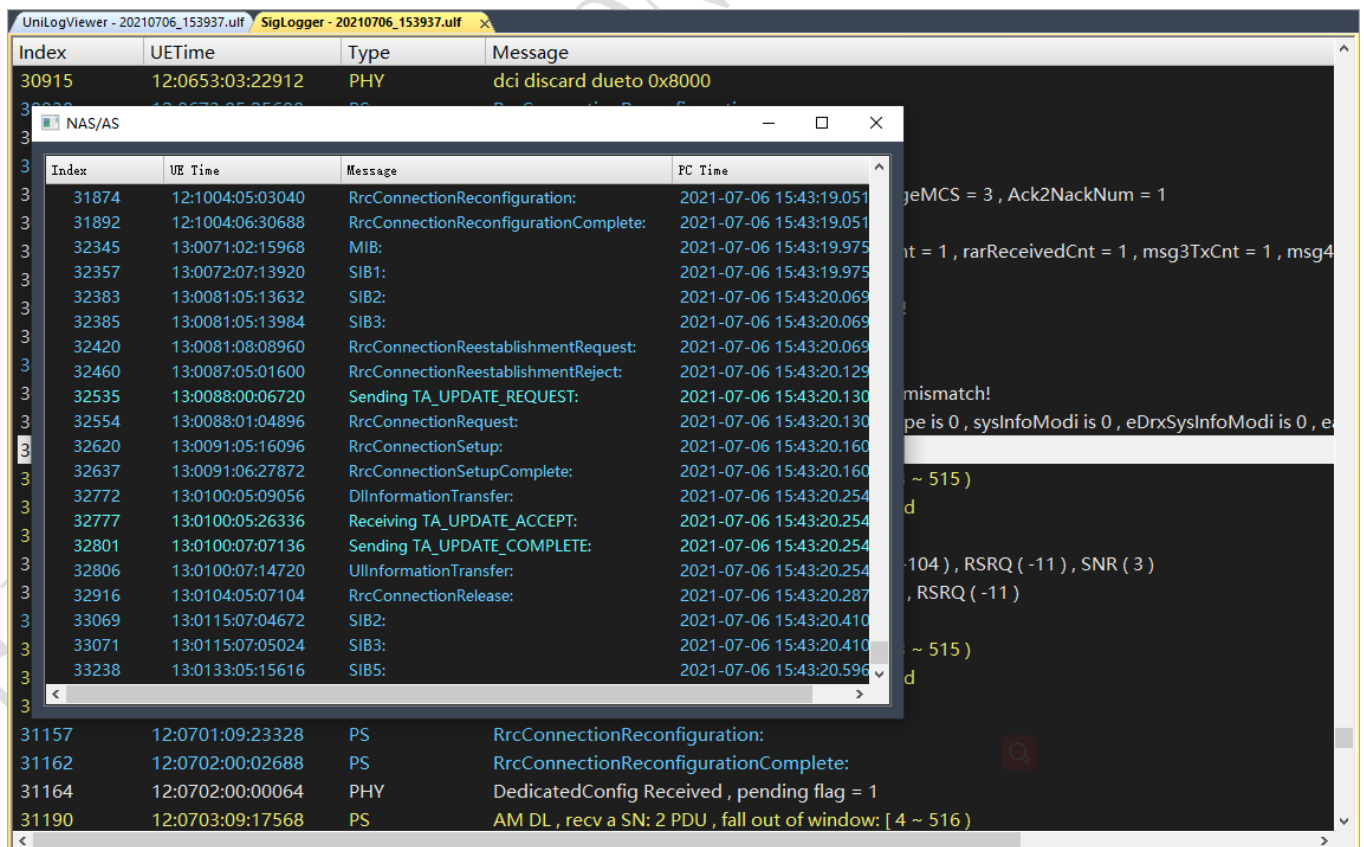 UniLogViewer - 20210706_153937.ulf SigLogger - 20210706_153937.ulf
Index UETime Type Message
30915 12:0653:03:22912 PHY dci discard dueto 0x8000
NAS/AS
Index UE Time Message PC Time
31874 12:1004:05:03040 RrcConnectionReconfiguration: 2021-07-06 15:43:19.051
geMCS = 3 , Ack2NackNum = 1
31892 12:1004:06:30688 RrcConnectionReconfigurationComplete: 2021-07-06 15:43:19.051
32345 13:0071:02:15968 MIB: 2021-07-06 15:43:19.975
nt = 1 , rarReceivedCnt = 1 , msg3TxCnt = 1 , msg4
32357 13:0072:07:13920 SIB1: 2021-07-06 15:43:19.975
32383 13:0081:05:13632 SIB2: 2021-07-06 15:43:20.069
!
32385 13:0081:05:13984 SIB3: 2021-07-06 15:43:20.069
32420 13:0081:08:08960 RrcConnectionReestablishmentRequest: 2021-07-06 15:43:20.069
32460 13:0087:05:01600 RrcConnectionReestablishmentReject: 2021-07-06 15:43:20.129
32535 13:0088:00:06720 Sending TA_UPDATE_REQUEST: 2021-07-06 15:43:20.130
mismatch!
32554 13:0088:01:04896 RrcConnectionRequest: 2021-07-06 15:43:20.130
pe is 0 , sysInfoModi is 0 , eDrxSysInfoModi is 0 , ea
32620 13:0091:05:16096 RrcConnectionSetup: 2021-07-06 15:43:20.160
32637 13:0091:06:27872 RrcConnectionSetupComplete: 2021-07-06 15:43:20.160
~ 515 )
32772 13:0100:05:09056 DlInformationTransfer: 2021-07-06 15:43:20.254
d
32777 13:0100:05:26336 Receiving TA_UPDATE_ACCEPT: 2021-07-06 15:43:20.254
32801 13:0100:07:07136 Sending TA_UPDATE_COMPLETE: 2021-07-06 15:43:20.254
32806 13:0100:07:14720 UlInformationTransfer: 2021-07-06 15:43:20.254
-104 ) , RSRQ ( -11 ) , SNR ( 3 )
32916 13:0104:05:07104 RrcConnectionRelease: 2021-07-06 15:43:20.287
, RSRQ ( -11 )
33069 13:0115:07:04672 SIB2: 2021-07-06 15:43:20.410
33071 13:0115:07:05024 SIB3: 2021-07-06 15:43:20.410
~ 515 )
33238 13:0133:05:15616 SIB5: 2021-07-06 15:43:20.596
d
31157 12:0701:09:23328 PS RrcConnectionReconfiguration:
31162 12:0702:00:02688 PS RrcConnectionReconfigurationComplete:
31164 12:0702:00:00064 PHY DedicatedConfig Received , pending flag = 1
31190 12:0703:09:17568 PS AM DL , recv a SN: 2 PDU , fall out of window: [ 4 ~ 516 )